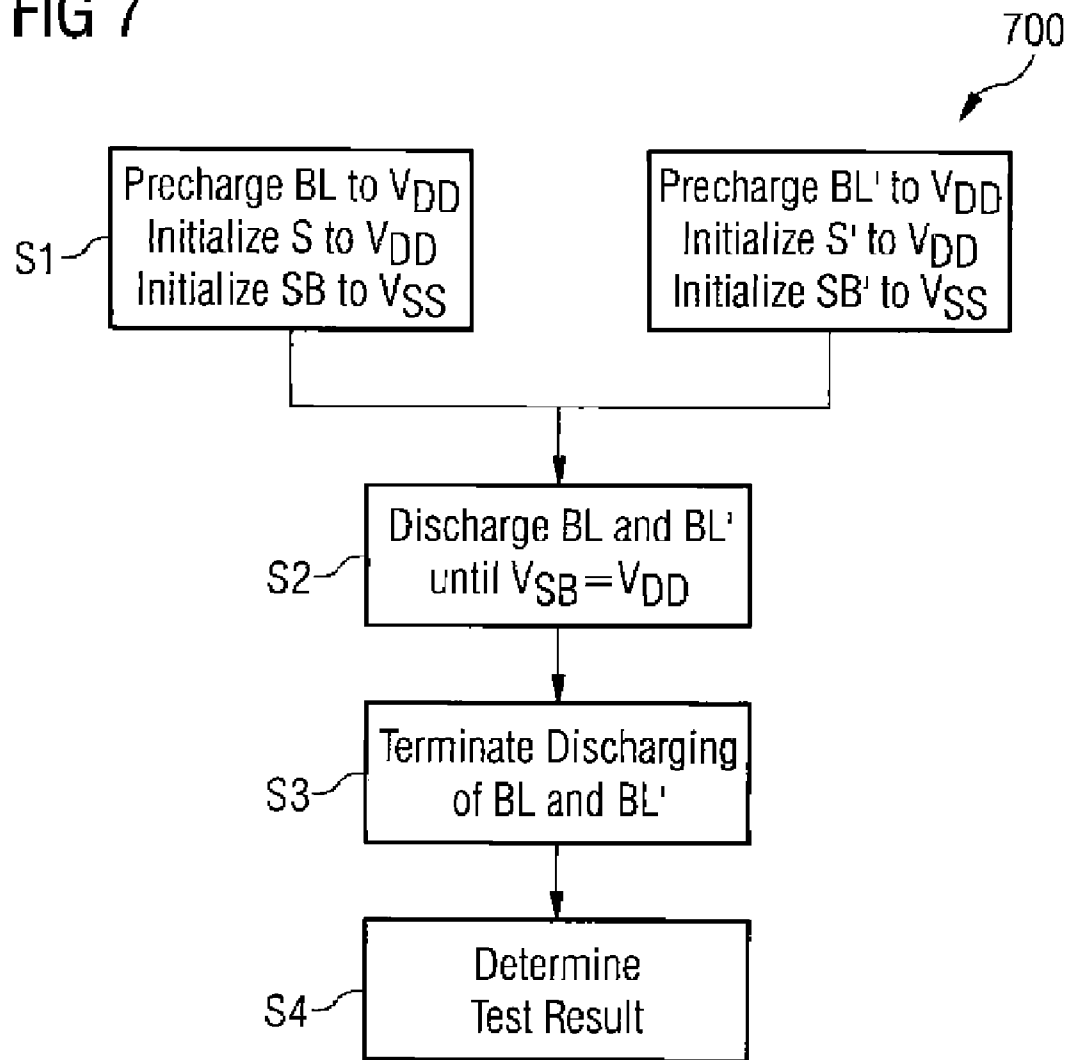 FIG 7
700
S1
Precharge BL to VDD
Initialize S to VDD
Initialize SB to VSS
Precharge BL' to VDD
Initialize S' to VDD
Initialize SB' to VSS
S2
Discharge BL and BL'
until VSB=VDD
S3
Terminate Discharging
of BL and BL'
S4
Determine
Test Result